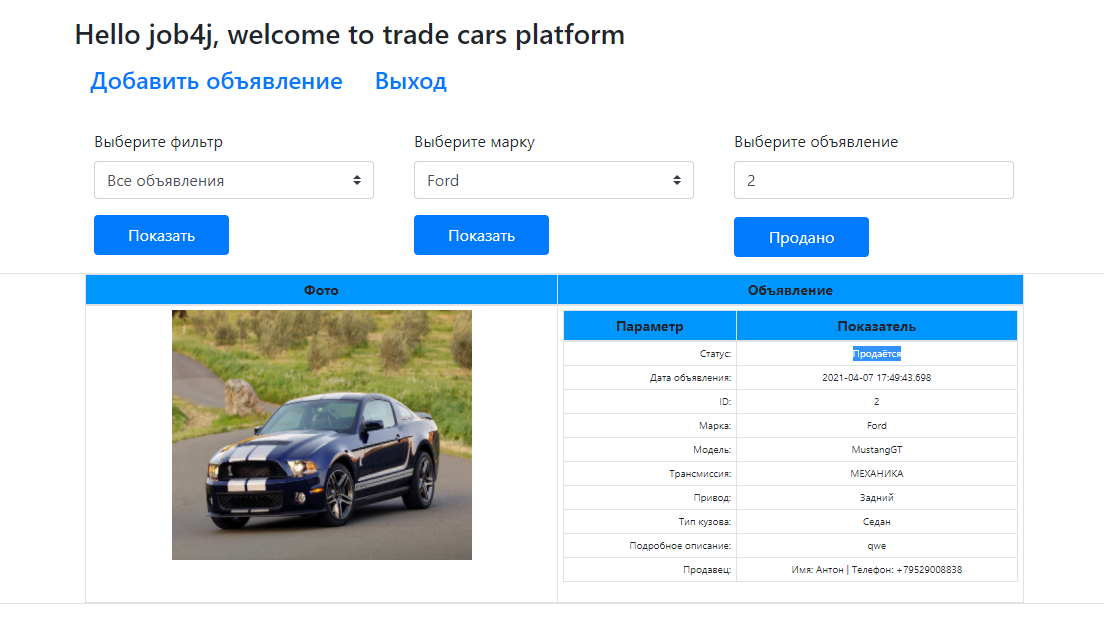 Hello job4j, welcome to trade cars platform
Добавить объявление Выход
Выберите фильтр Выберите марку Выберите объявление
Все объявления Ford 2
Показать Показать Продано
Фото Объявление
Параметр Показатель
Статус: Продаётся
Дата объявления: 2021-04-07 17:49:43.698
ID: 2
Марка: Ford
Модель: MustangGT
Трансмиссия: МЕХАНИКА
Привод: Задний
Тип кузова: Седан
Подробное описание: qwe
Продавец: Имя: Антон | Телефон: +79529008838